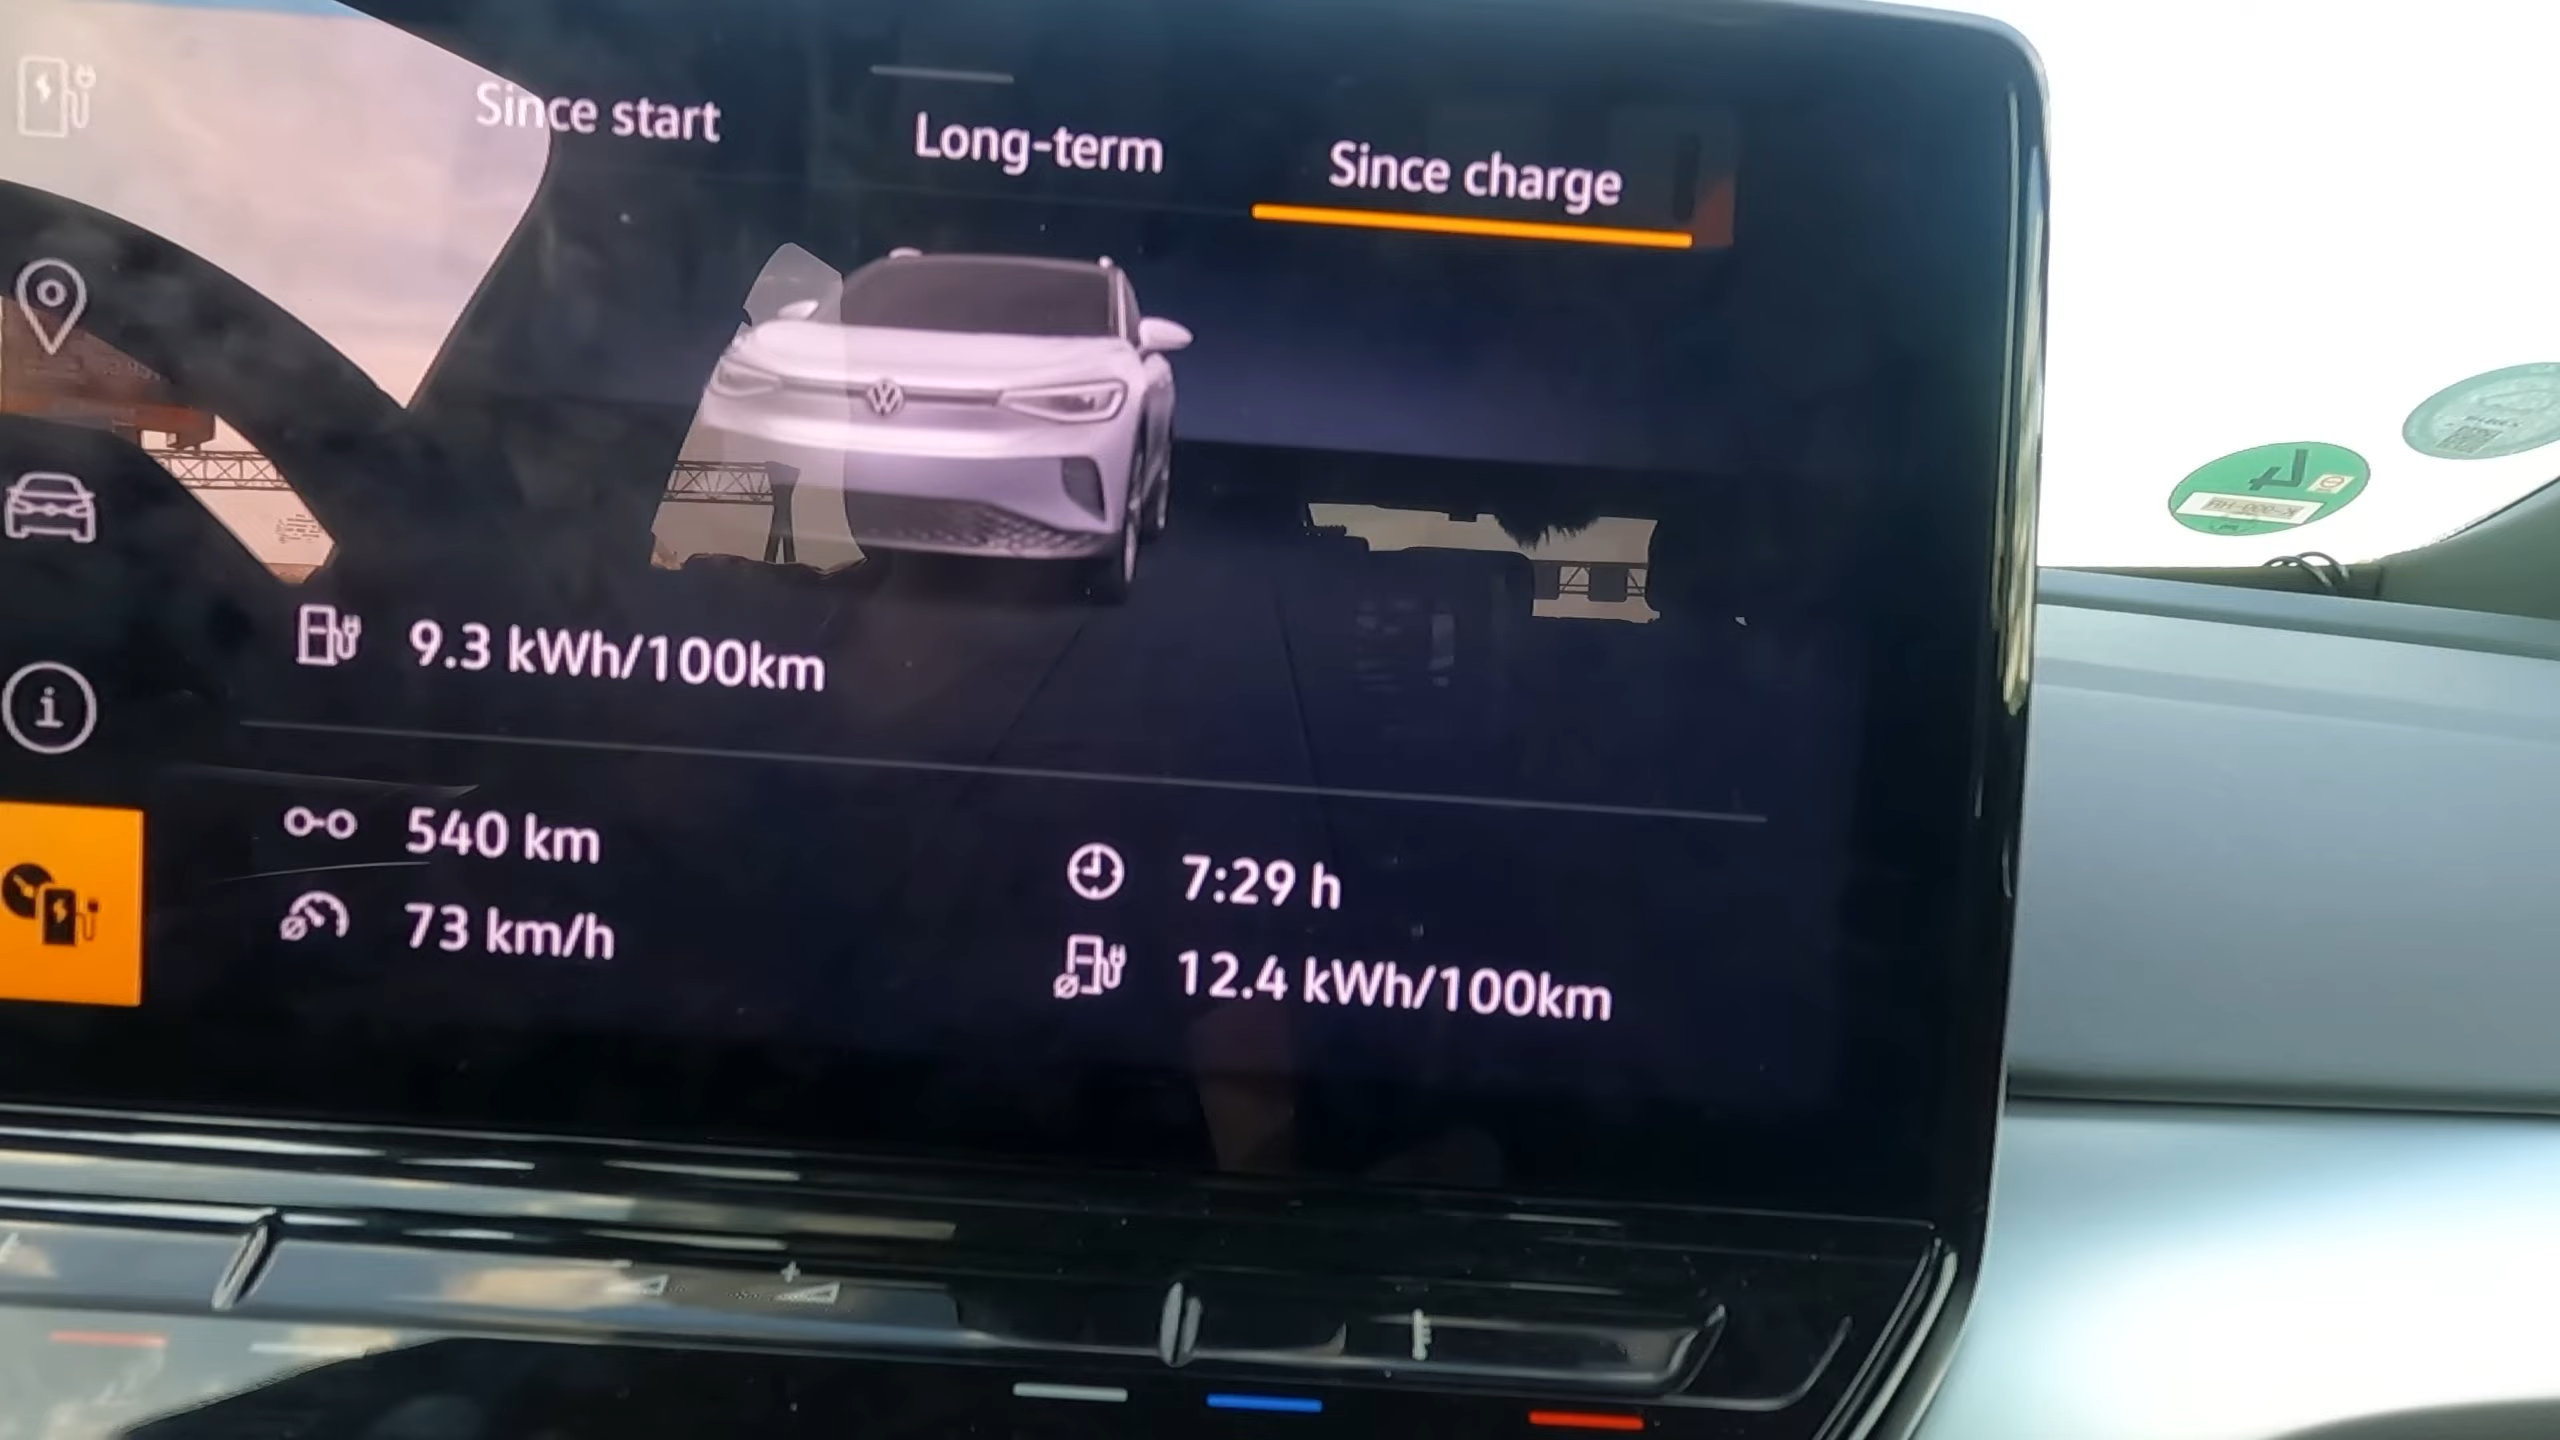 Since start
Long-term
Since charge
9.3 kWh/100km
540 km
7:29 h
73 km/h
12.4 kWh/100km